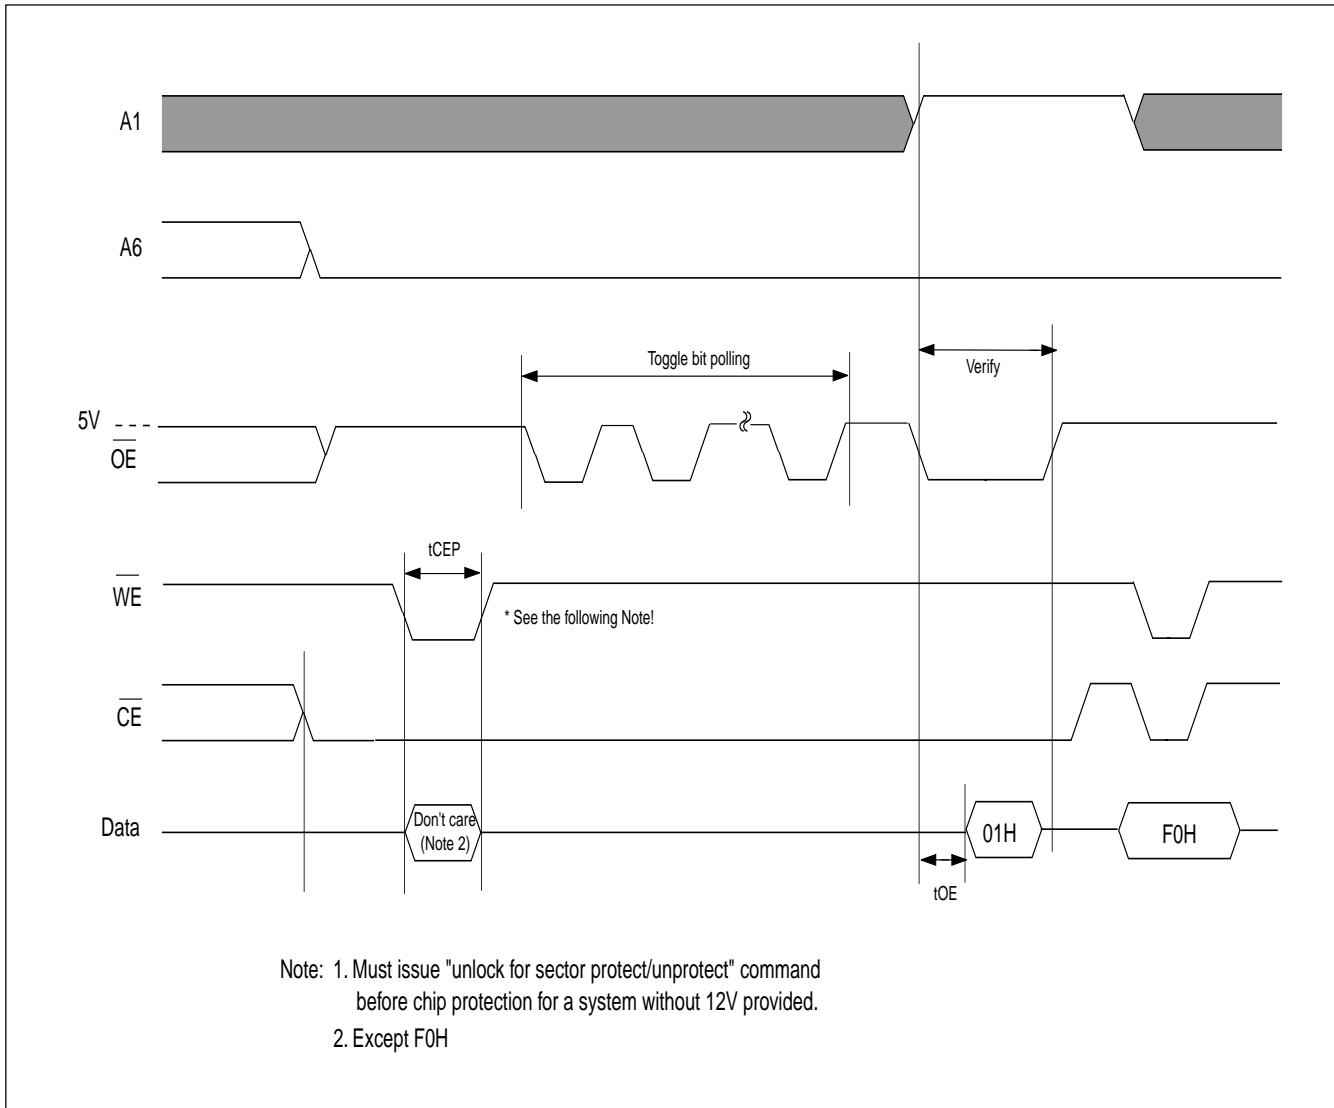 A1
A6
Toggle bit polling
Verify
5V
OE
tCEP
WE
* See the following Note!
CE
Data
Don't care
(Note 2)
01H
F0H
tOE
Note: 1. Must issue "unlock for sector protect/unprotect" command
before chip protection for a system without 12V provided.
2. Except F0H